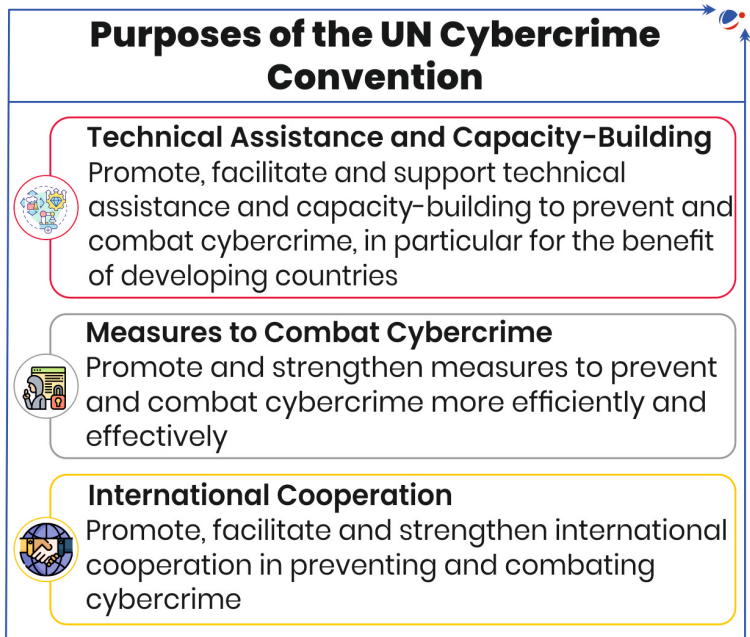 Purposes of the UN Cybercrime
Convention
Technical Assistance and Capacity-Building
Promote, facilitate and support technical
assistance and capacity-building to prevent and
combat cybercrime, in particular for the benefit
of developing countries
Measures to Combat Cybercrime
Promote and strengthen measures to prevent
and combat cybercrime more efficiently and
effectively
International Cooperation
Promote, facilitate and strengthen international
cooperation in preventing and combating
cybercrime